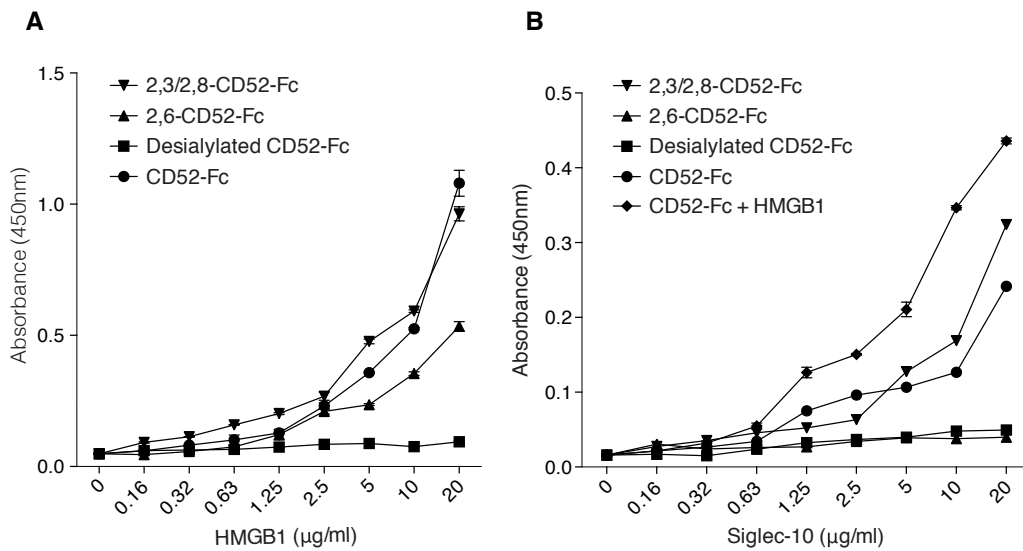 A
1.5
1.0
0.5
0.0
Absorbance (450nm)
2,3/2,8-CD52-Fc
2,6-CD52-Fc
Desialylated CD52-Fc
CD52-Fc
0 0.16 0.32 0.63 1.25 2.5 5 10 20
HMGB1 (µg/ml)
B
0.5
0.4
0.3
0.2
0.1
0.0
Absorbance (450nm)
2,3/2,8-CD52-Fc
2,6-CD52-Fc
Desialylated CD52-Fc
CD52-Fc
CD52-Fc + HMGB1
0 0.16 0.32 0.63 1.25 2.5 5 10 20
Siglec-10 (µg/ml)